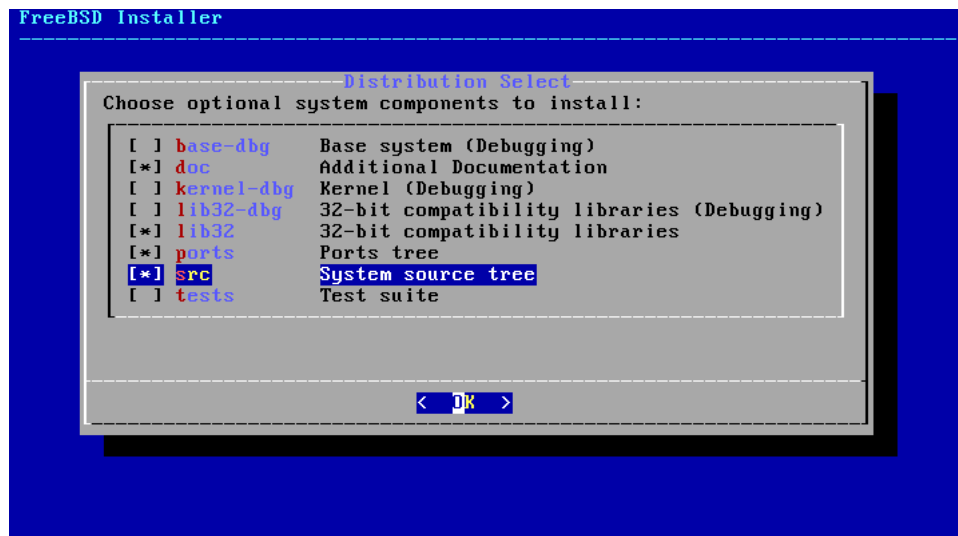 FreeBSD Installer
Distribution Select
Choose optional system components to install:
[ ] base-dbg Base system (Debugging)
[*] doc Additional Documentation
[ ] kernel-dbg Kernel (Debugging)
[ ] lib32-dbg 32-bit compatibility libraries (Debugging)
[*] lib32 32-bit compatibility libraries
[*] ports Ports tree
[*] src System source tree
[ ] tests Test suite
< OK >